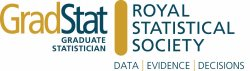 GradStat
GRADUATE
STATISTICIAN
ROYAL
STATISTICAL
SOCIETY
DATA | EVIDENCE | DECISIONS